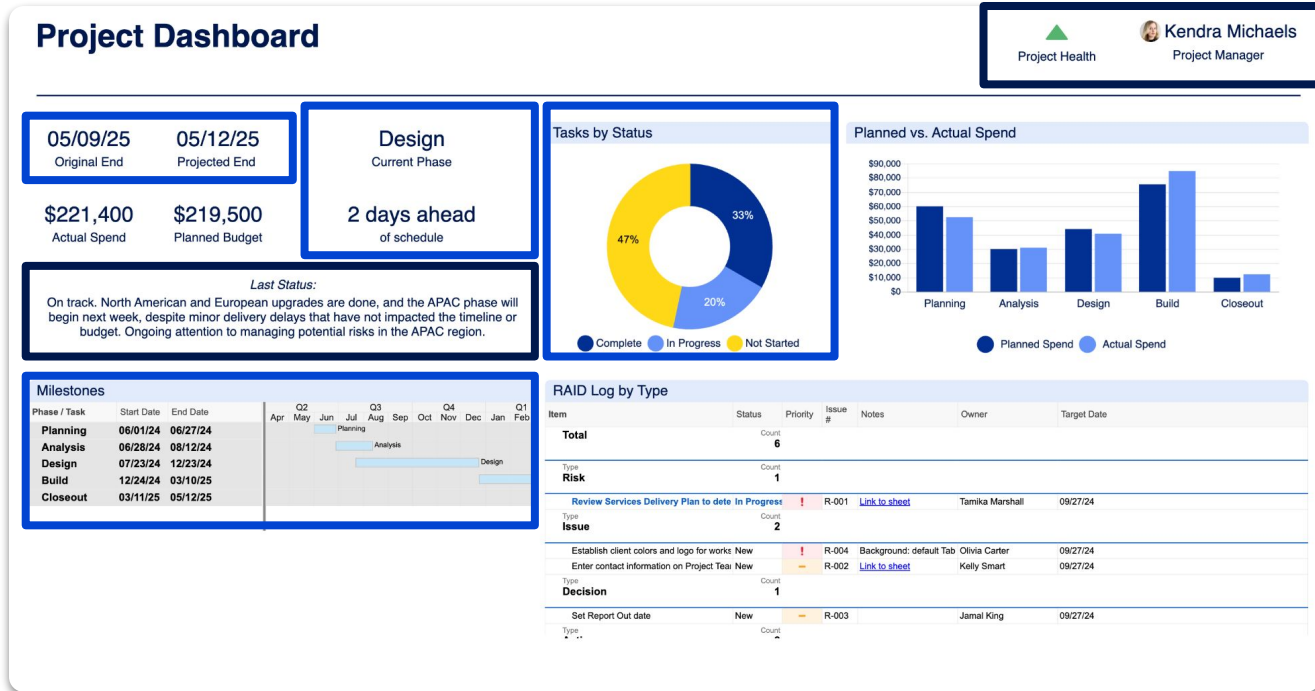 Project Dashboard
Project Health
Kendra Michaels
Project Manager
05/09/25
Original End
05/12/25
Projected End
$221,400
Actual Spend
$219,500
Planned Budget
Design
Current Phase
2 days ahead
of schedule
Last Status:
On track. North American and European upgrades are done, and the APAC phase will
begin next week, despite minor delivery delays that have not impacted the timeline or
budget. Ongoing attention to managing potential risks in the APAC region.
Tasks by Status
33%
47%
20%
Complete In Progress Not Started
Planned vs. Actual Spend
$90,000
$80,000
$70,000
$60,000
$50,000
$40,000
$30,000
$20,000
$10,000
$0
Planning Analysis Design Build Closeout
Planned Spend Actual Spend
Milestones
Q2 Q3 Q4 Q1
Phase / Task Start Date End Date Apr May Jun Jul Aug Sep Oct Nov Dec Jan Feb
Planning 06/01/24 06/27/24 Planning
Analysis 06/28/24 08/12/24 Analysis
Design 07/23/24 12/23/24 Design
Build 12/24/24 03/10/25
Closeout 03/11/25 05/12/25
RAID Log by Type
Item Status Priority Issue # Notes Owner Target Date
Total Count 6
Type Count
Risk 1
Review Services Delivery Plan to dete In Progress ! R-001 Link to sheet Tamika Marshall 09/27/24
Type Count
Issue 2
Establish client colors and logo for works New ! R-004 Background: default Tab Olivia Carter 09/27/24
Enter contact information on Project Tea New – R-002 Link to sheet Kelly Smart 09/27/24
Type Count
Decision 1
Set Report Out date New – R-003 Jamal King 09/27/24
Type Count